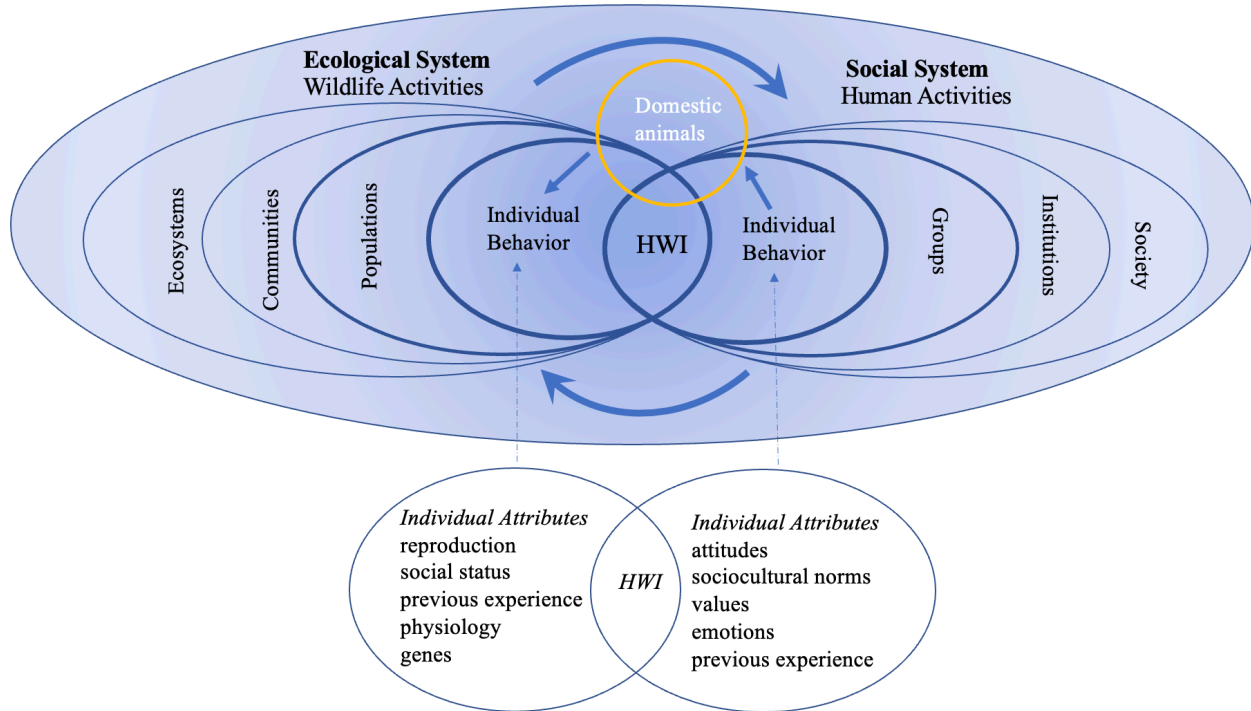 Ecological System
Wildlife Activities
Social System
Human Activities
Domestic
animals
Ecosystems
Communities
Populations
Individual
Behavior
HWI
Individual
Behavior
Groups
Institutions
Society
Individual Attributes
reproduction
social status
previous experience
physiology
genes
HWI
Individual Attributes
attitudes
sociocultural norms
values
emotions
previous experience